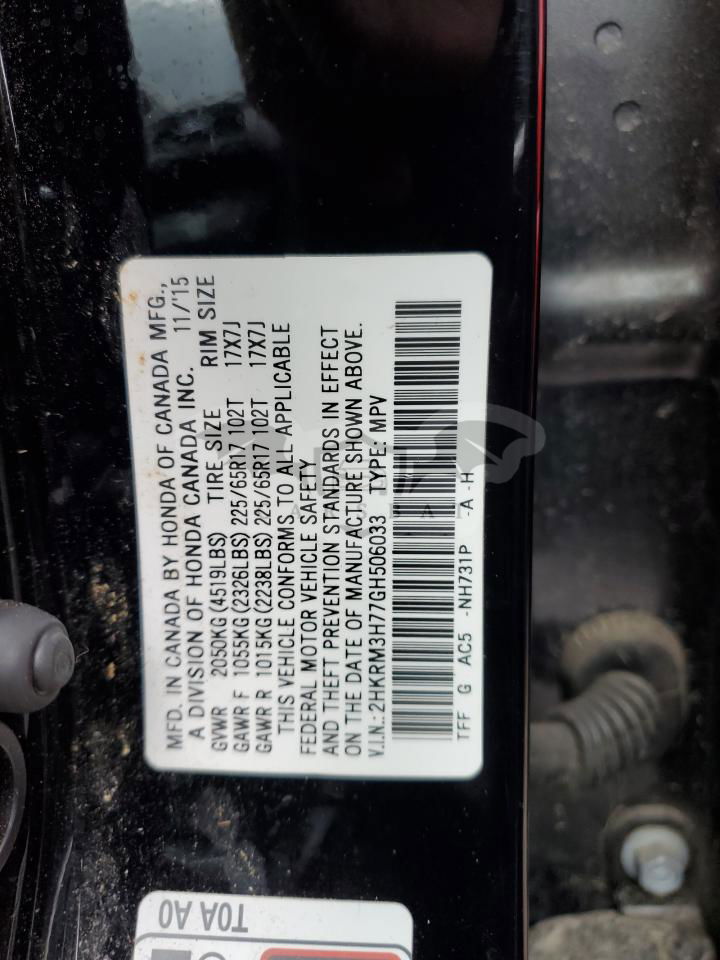 MFD. IN CANADA BY HONDA OF CANADA MFG.,
A DIVISION OF HONDA CANADA INC. 11/'15
GVWR 2050KG(4519LBS) TIRE SIZE RIM SIZE
GAWR F 1055KG(2326LBS) 225/65R17 102T 17X7J
GAWR R 1015KG(2238LBS) 225/65R17 102T 17X7J
THIS VEHICLE CONFORMS TO ALL APPLICABLE
FEDERAL MOTOR VEHICLE SAFETY
AND THEFT PREVENTION STANDARDS IN EFFECT
ON THE DATE OF MANUFACTURE SHOWN ABOVE.
V.I.N.: 2HKRM3H77GH506033 TYPE: MPV
TFF G AC5 -NH731P -A -H
T0A A0